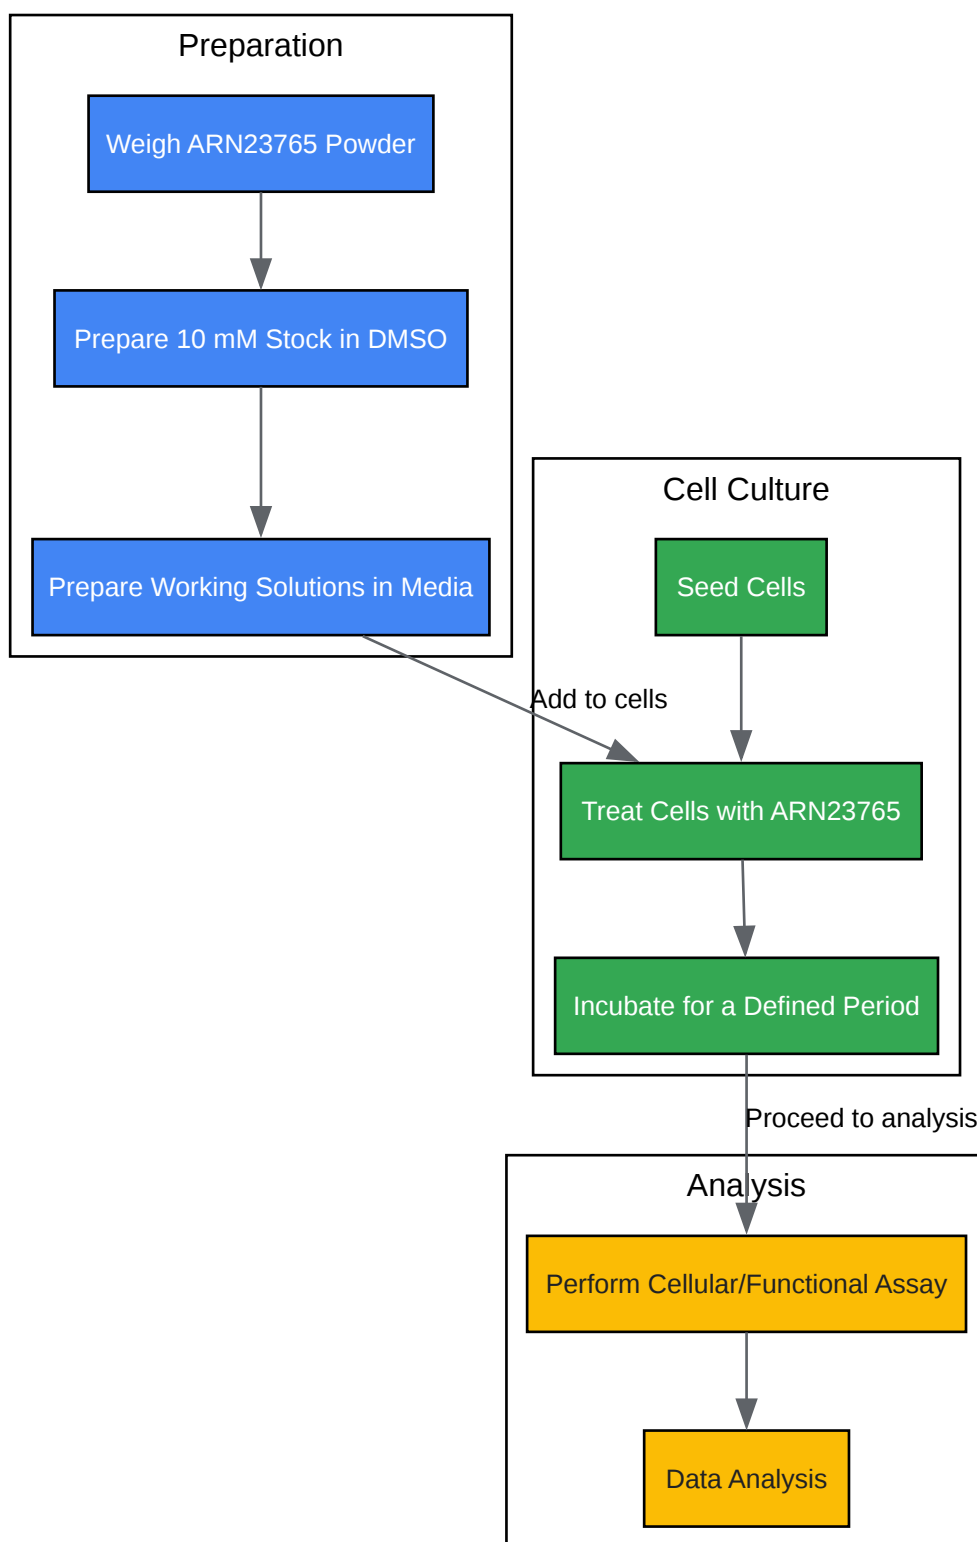 Preparation
Weigh ARN23765 Powder
Prepare 10 mM Stock in DMSO
Prepare Working Solutions in Media
Cell Culture
Seed Cells
Add to cells
Treat Cells with ARN23765
Incubate for a Defined Period
Proceed to analysis
Analysis
Perform Cellular/Functional Assay
Data Analysis